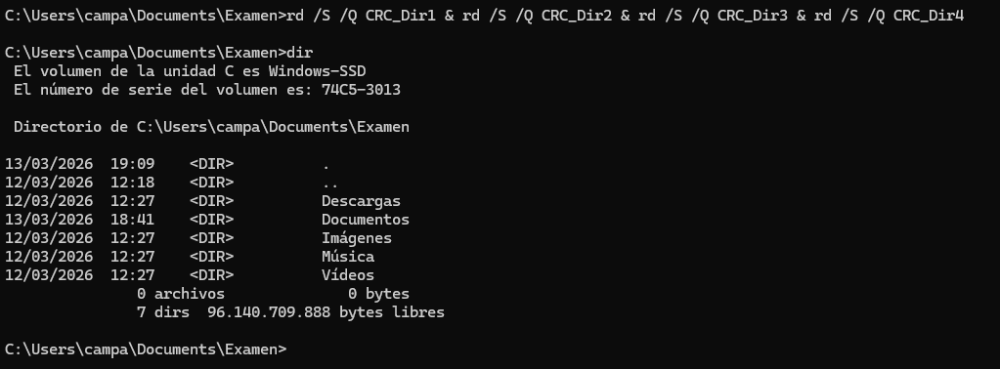 C:\Users\campa\Documents\Examen>rd /S /Q CRC_Dir1 & rd /S /Q CRC_Dir2 & rd /S /Q CRC_Dir3 & rd /S /Q CRC_Dir4
C:\Users\campa\Documents\Examen>dir
El volumen de la unidad C es Windows-SSD
El número de serie del volumen es: 74C5-3013
Directorio de C:\Users\campa\Documents\Examen
13/03/2026  19:09    <DIR>          .
12/03/2026  12:18    <DIR>          ..
12/03/2026  12:27    <DIR>          Descargas
13/03/2026  18:41    <DIR>          Documentos
12/03/2026  12:27    <DIR>          Imágenes
12/03/2026  12:27    <DIR>          Música
12/03/2026  12:27    <DIR>          Vídeos
0 archivos              0 bytes
7 dirs  96.140.709.888 bytes libres
C:\Users\campa\Documents\Examen>